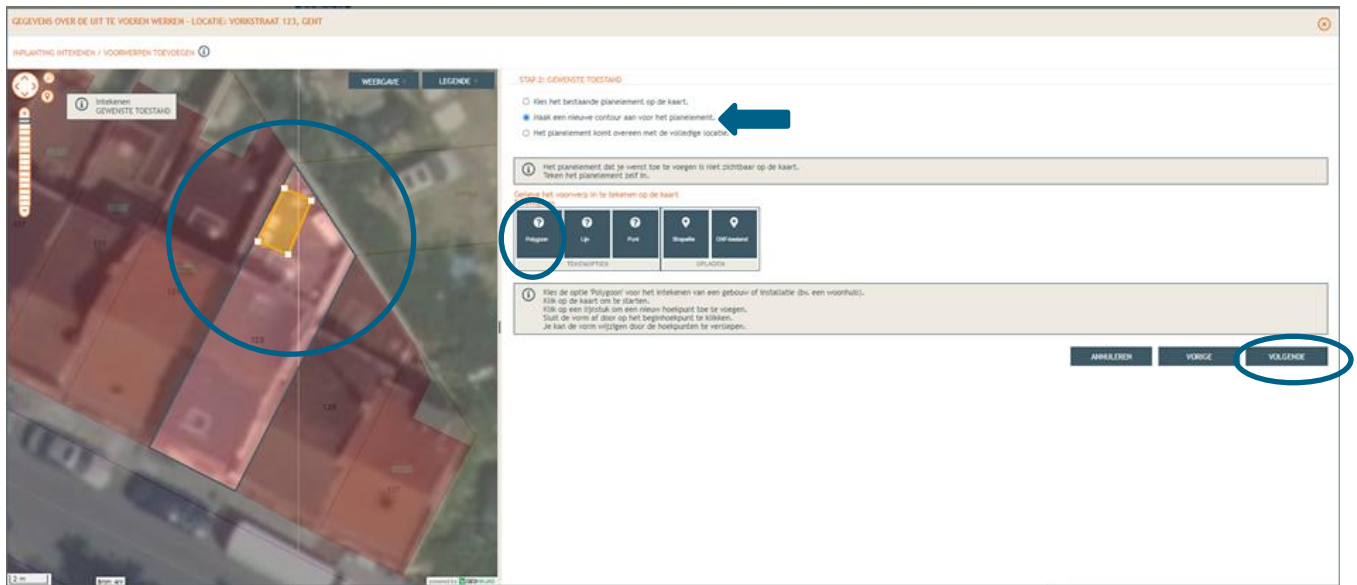 GEGEVENS OVER DE UIT TE VOEREN WERKEN - LOCATIE: VORKSTRAAT 123, GENT
INPLANTING INTEKENEN / VOORWERPEN TOEVOEGEN
WEERGAVE
LEGENDE
Intekenen
GEWENSTE TOESTAND
123
STAP 2: GEWENSTE TOESTAND
Kies het bestaande planelement op de kaart.
Maak een nieuwe contour aan voor het planelement.
Het planelement komt overeen met de volledige locatie.
Het planelement dat je wenst toe te voegen is niet zichtbaar op de kaart.
Teken het planelement zelf in.
Gelieve het voorwerp in te tekenen op de kaart
Polygoon
Lijn
Punt
Shapefile
DXF-bestand
TEKENOPTIES
UPLOADEN
Kies de optie 'Polygoon' voor het intekenen van een gebouw of installatie (bv. een woonhuis).
Klik op de kaart om te starten.
Klik op een lijnstuk om een nieuw hoekpunt toe te voegen.
Sluit de vorm af door op het beginhoekpunt te klikken.
Je kan de vorm wijzigen door de hoekpunten te verslepen.
ANNULEREN
VORIGE
VOLGENDE
2 m
powered by